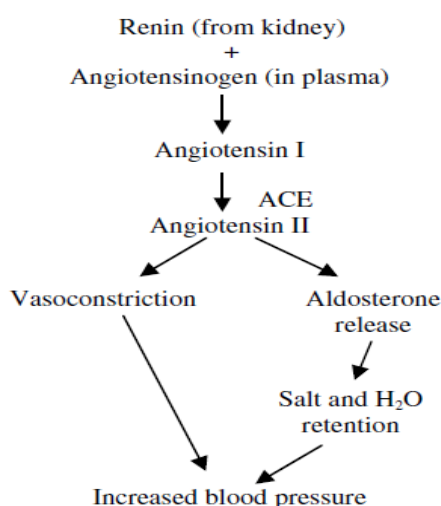 Renin (from kidney)
+
Angiotensinogen (in plasma)
Angiotensin I
ACE
Angiotensin II
Vasoconstriction
Aldosterone
release
Salt and H₂O
retention
Increased blood pressure